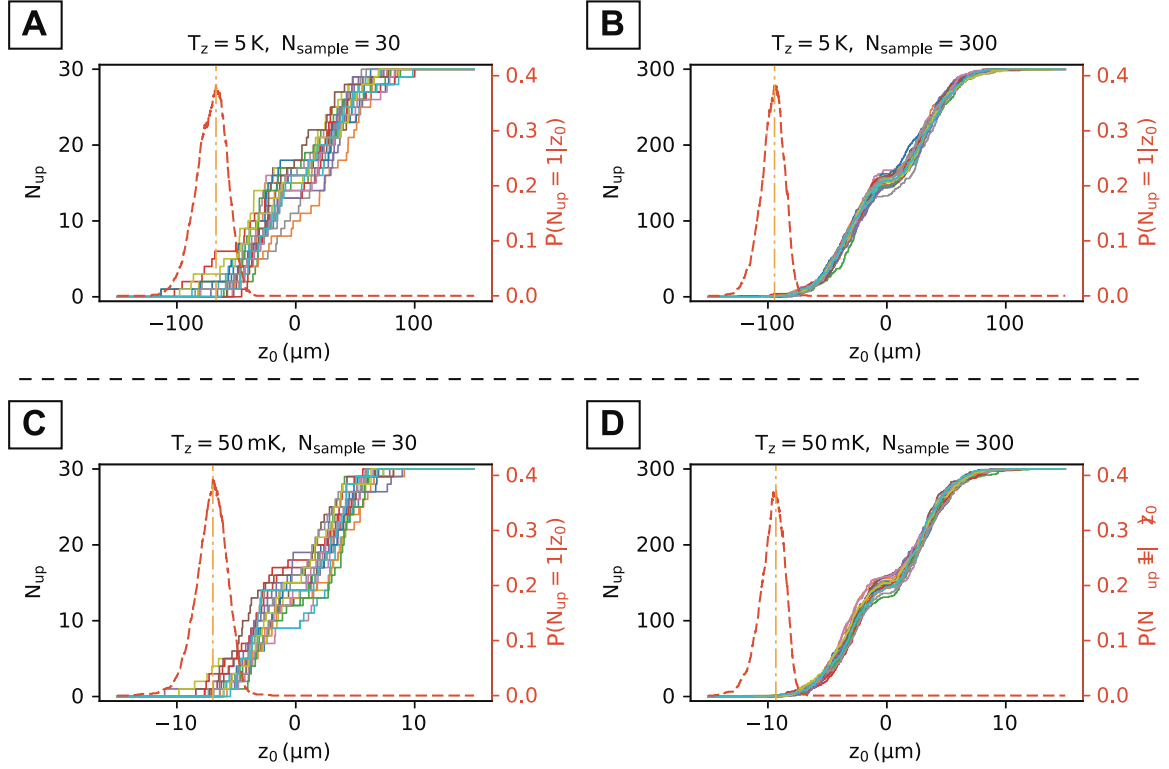 A
T_z = 5 K, N_sample = 30
30
20
10
0
N_up
0.4
0.3
0.2
0.1
0.0
P(N_up = 1|z_0)
−100
0
100
z_0 (μm)
B
T_z = 5 K, N_sample = 300
300
200
100
0
N_up
0.4
0.3
0.2
0.1
0.0
P(N_up = 1|z_0)
−100
0
100
z_0 (μm)
C
T_z = 50 mK, N_sample = 30
30
20
10
0
N_up
0.4
0.3
0.2
0.1
0.0
P(N_up = 1|z_0)
−10
0
10
z_0 (μm)
D
T_z = 50 mK, N_sample = 300
300
200
100
0
N_up
0.4
0.3
0.2
0.1
0.0
P(N up
−10
0
10
z_0 (μm)